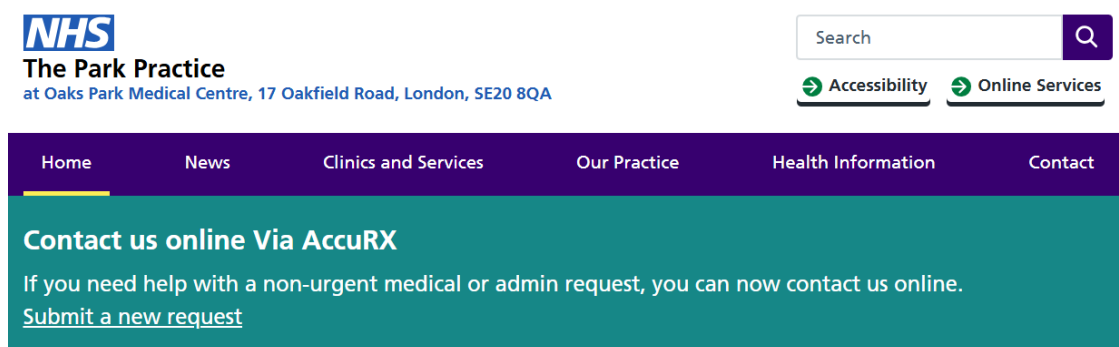 NHS
The Park Practice
at Oaks Park Medical Centre, 17 Oakfield Road, London, SE20 8QA
Search
Accessibility
Online Services
Home News Clinics and Services Our Practice Health Information Contact
Contact us online Via AccuRX
If you need help with a non-urgent medical or admin request, you can now contact us online.
Submit a new request